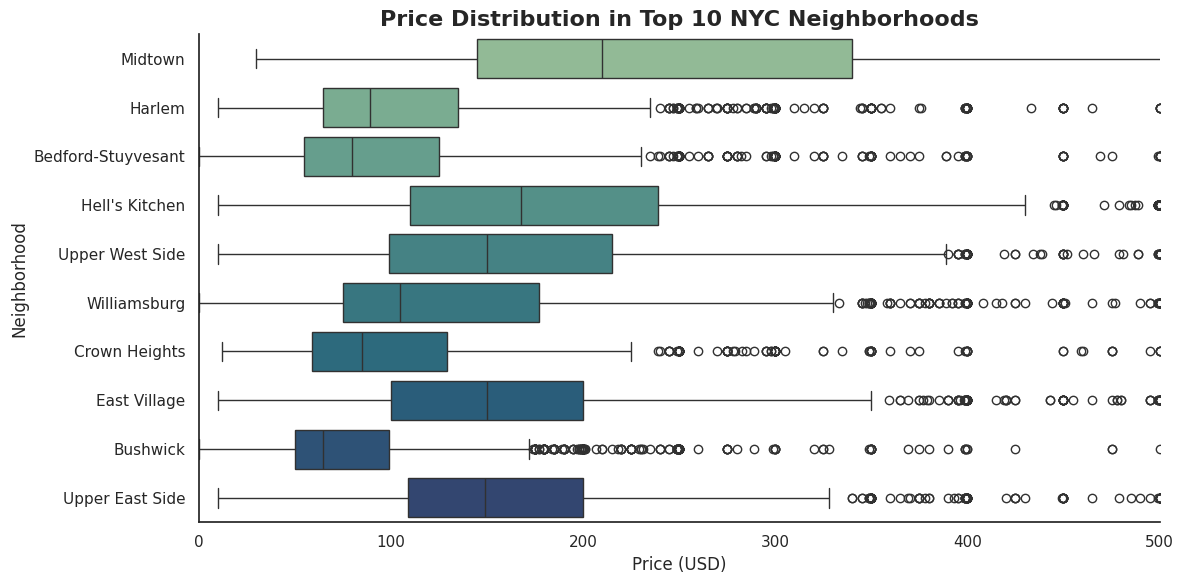 Price Distribution in Top 10 NYC Neighborhoods
Neighborhood
Midtown
Harlem
Bedford-Stuyvesant
Hell's Kitchen
Upper West Side
Williamsburg
Crown Heights
East Village
Bushwick
Upper East Side
0 100 200 300 400 500
Price (USD)